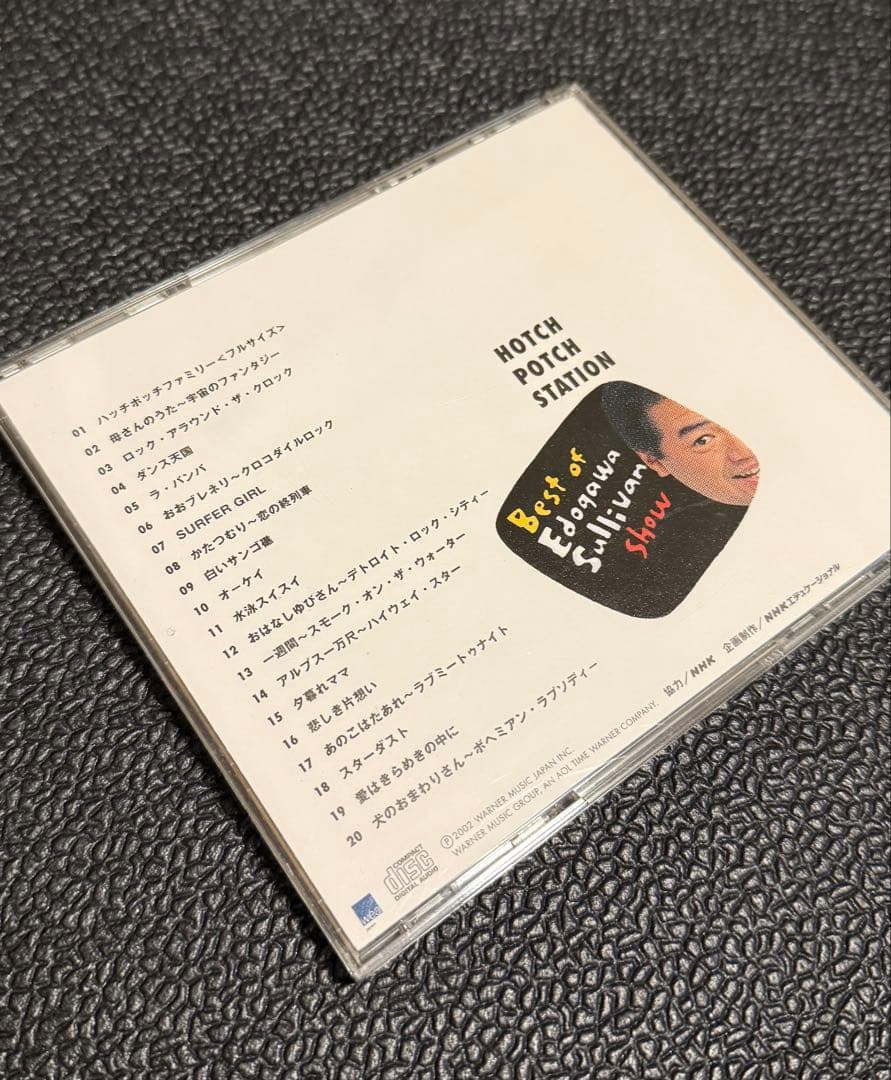 01 ハッチポッチファミリー<フルサイズ>
02 母さんのうた~宇宙のファンタジー
03 ロック・アラウンド・ザ・クロック
04 ダンス天国
05 ラ・バンバ
06 おおブレネリ~クロコダイルロック
07 SURFER GIRL
08 かたつむり~恋の終列車
09 白いサンゴ礁
10 オーケイ
11 水泳スイスイ
12 おはなしゆびさん~デトロイト・ロック・シティー
13 一週間~スモーク・オン・ザ・ウォーター
14 アルプス一万尺~ハイウェイ・スター
15 夕暮れママ
16 悲しき片想い
17 あのこはたあれ~ラブミートゥナイト
18 スターダスト
19 愛はきらめきの中に
20 犬のおまわりさん~ボヘミアン・ラプソディー
HOTCH
POTCH
STATION
Best of
Edogawa
Sullivan
Show
協力/NHK 企画制作/NHKエデュケーショナル
Ⓟ2002 WARNER MUSIC JAPAN INC.
WARNER MUSIC GROUP. AN AOL TIME WARNER COMPANY.
COMPACT
disc
DIGITAL AUDIO
wea